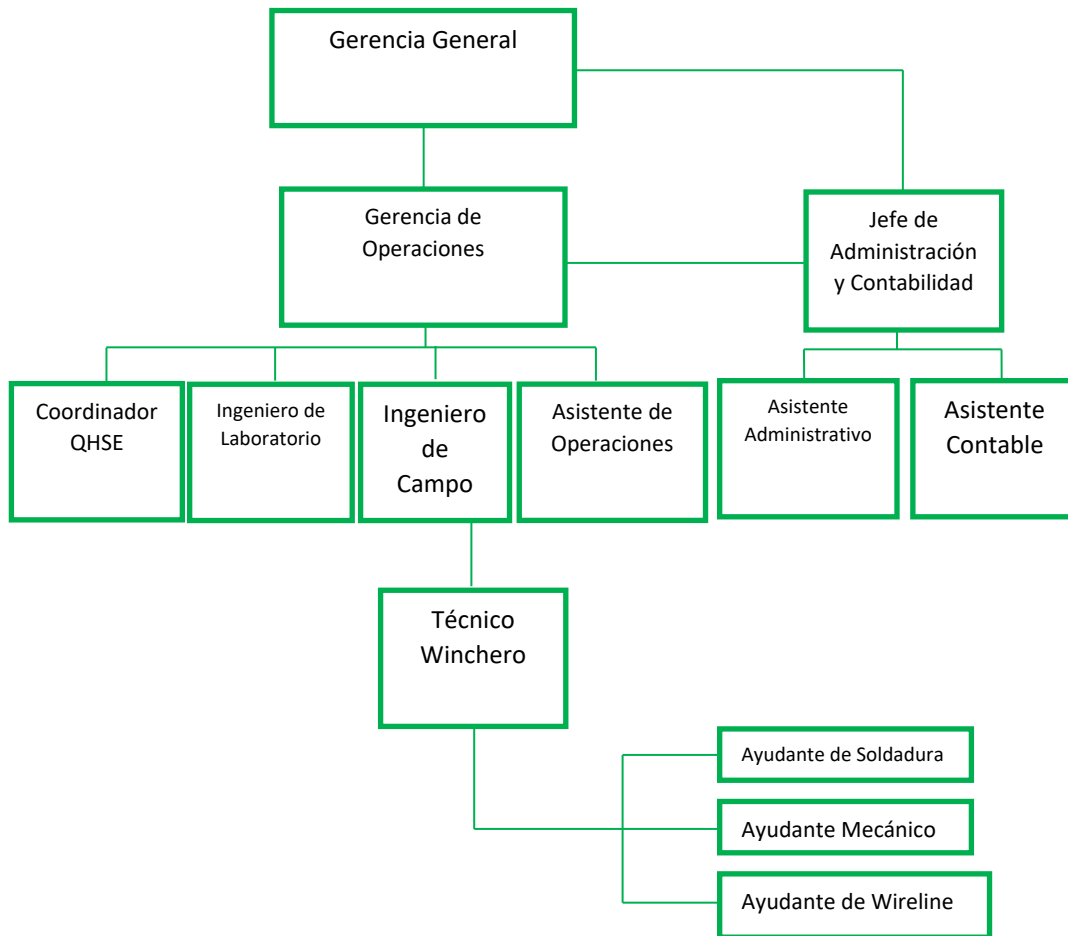 Gerencia General
Gerencia de
Operaciones
Jefe de
Administración
y Contabilidad
Coordinador
QHSE
Ingeniero de
Laboratorio
Ingeniero
de
Campo
Asistente de
Operaciones
Asistente
Administrativo
Asistente
Contable
Técnico
Winchero
Ayudante de Soldadura
Ayudante Mecánico
Ayudante de Wireline